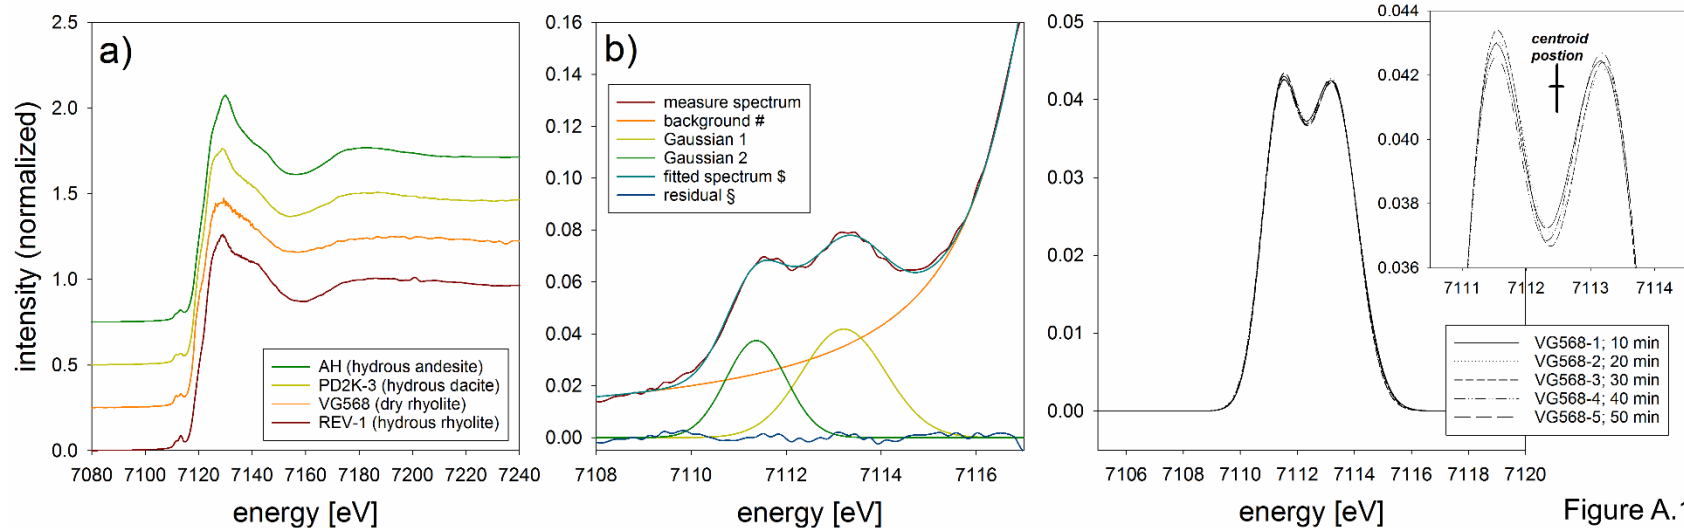 a)
intensity (normalized)
2.5
2.0
1.5
1.0
0.5
0.0
AH (hydrous andesite)
PD2K-3 (hydrous dacite)
VG568 (dry rhyolite)
REV-1 (hydrous rhyolite)
7080 7100 7120 7140 7160 7180 7200 7220 7240
energy [eV]
b)
0.16
0.14
0.12
0.10
0.08
0.06
0.04
0.02
0.00
measure spectrum
background #
Gaussian 1
Gaussian 2
fitted spectrum $
residual §
7108 7110 7112 7114 7116
energy [eV]
0.05
0.04
0.03
0.02
0.01
0.00
7106 7108 7110 7112 7114 7116 7118 7120
energy [eV]
0.044
0.042
0.040
0.038
0.036
centroid
postion
7111 7112 7113 7114
VG568-1; 10 min
VG568-2; 20 min
VG568-3; 30 min
VG568-4; 40 min
VG568-5; 50 min
Figure A.1